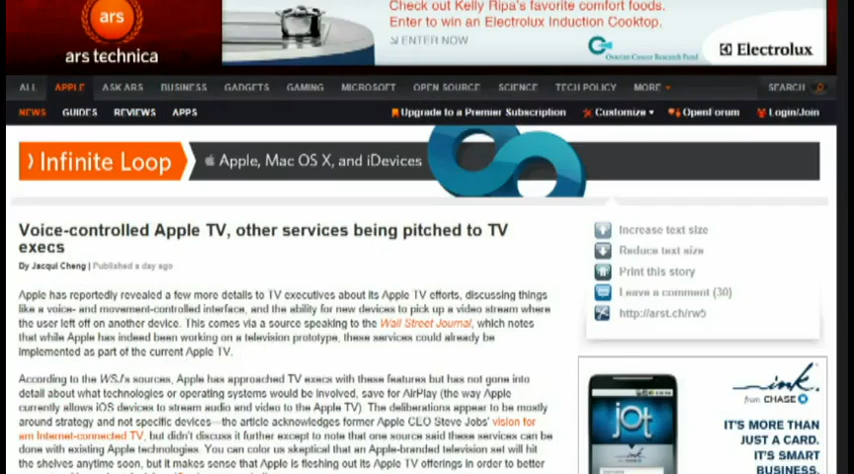 ars
ars technica
Check out Kelly Ripa's favorite comfort foods.
Enter to win an Electrolux Induction Cooktop.
ENTER NOW
Ovarian Cancer Research Fund
Electrolux
ALL APPLE ASK ARS BUSINESS GADGETS GAMING MICROSOFT OPEN SOURCE SCIENCE TECH POLICY MORE SEARCH
NEWS GUIDES REVIEWS APPS Upgrade to a Premier Subscription Customize OpenForum Login/Join
Infinite Loop Apple, Mac OS X, and iDevices
Voice-controlled Apple TV, other services being pitched to TV
execs
By Jacqui Cheng | Published a day ago
Apple has reportedly revealed a few more details to TV executives about its Apple TV efforts, discussing things
like a voice- and movement-controlled interface, and the ability for new devices to pick up a video stream where
the user left off on another device. This comes via a source speaking to the Wall Street Journal, which notes
that while Apple has indeed been working on a television prototype, these services could already be
implemented as part of the current Apple TV.
According to the WSJ's sources, Apple has approached TV execs with these features but has not gone into
detail about what technologies or operating systems would be involved, save for AirPlay (the way Apple
currently allows iOS devices to stream audio and video to the Apple TV). The deliberations appear to be mostly
around strategy and not specific devices—the article acknowledges former Apple CEO Steve Jobs' vision for
an Internet-connected TV, but didn't discuss it further except to note that one source said these services can be
done with existing Apple technologies. You can color us skeptical that an Apple-branded television set will hit
the shelves anytime soon, but it makes sense that Apple is fleshing out its Apple TV offerings in order to better
Increase text size
Reduce text size
Print this story
Leave a comment (30)
http://arst.ch/rw5
jot
ink
from CHASE
IT'S MORE THAN
JUST A CARD.
IT'S SMART
BUSINESS.